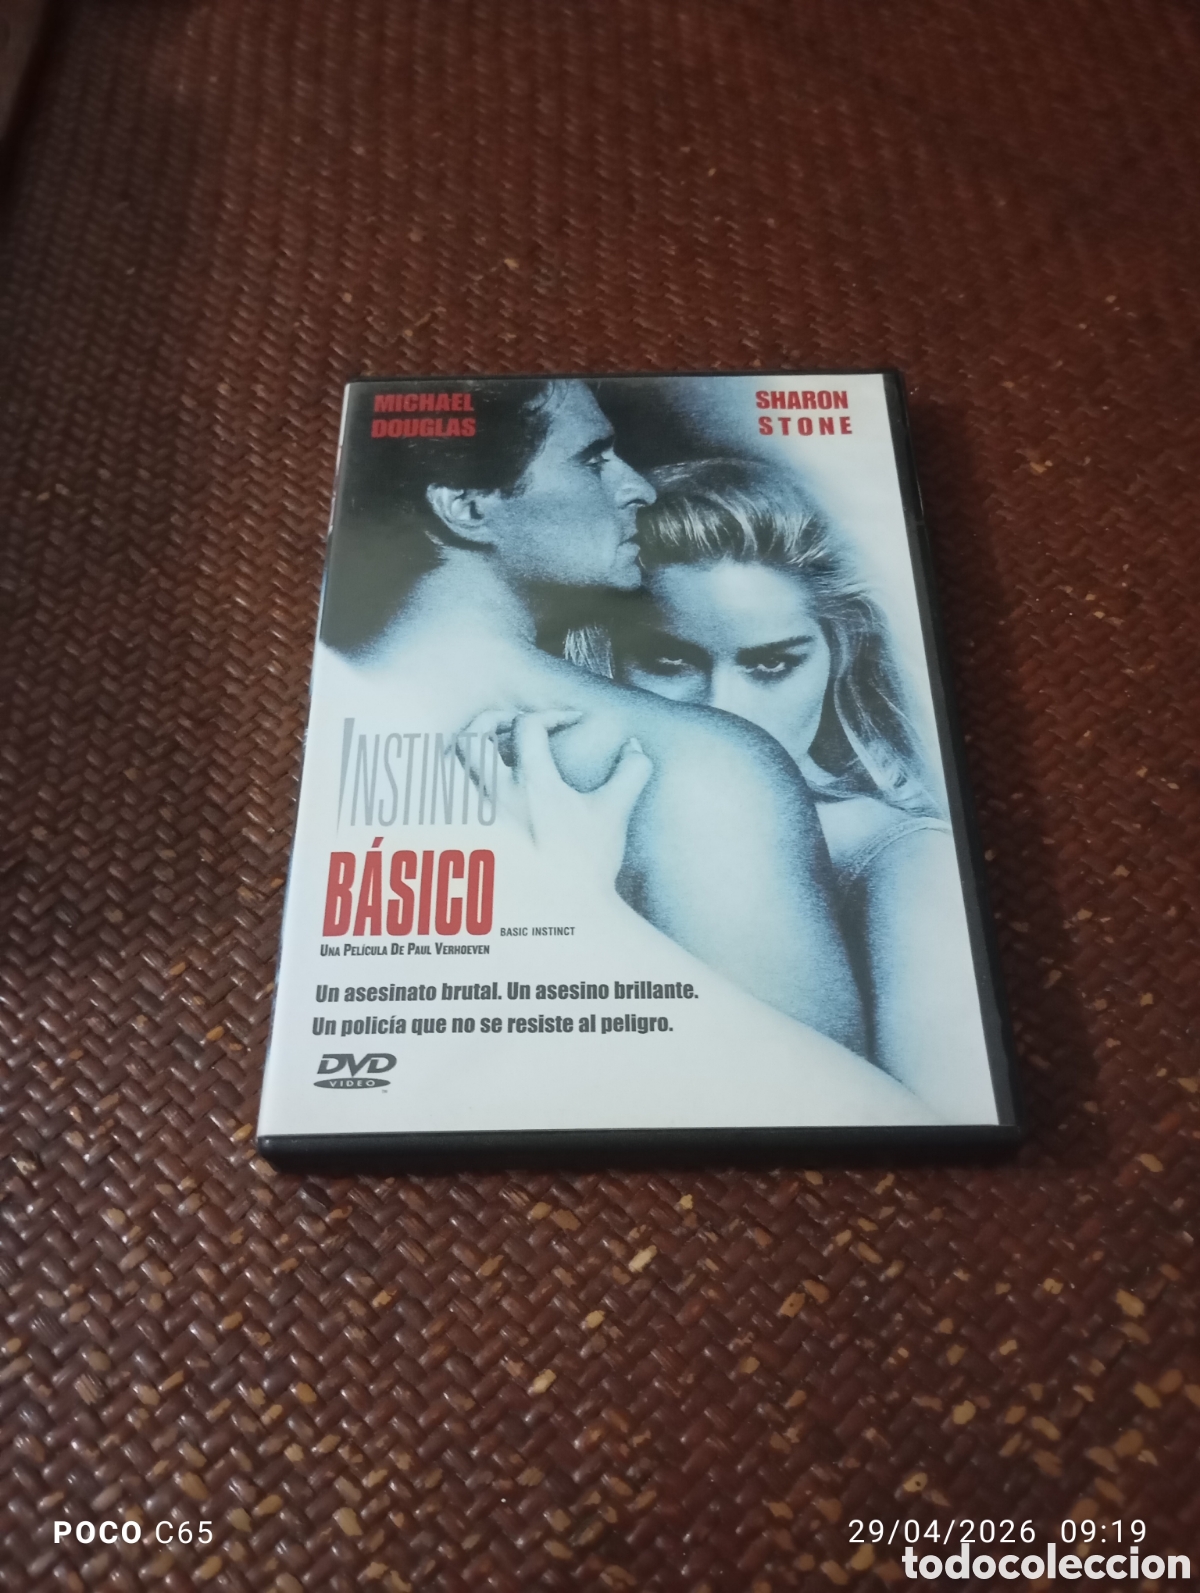 MICHAEL
DOUGLAS
SHARON
STONE
INSTINTO
BÁSICO
BASIC INSTINCT
UNA PELÍCULA DE PAUL VERHOEVEN
Un asesinato brutal. Un asesino brillante.
Un policía que no se resiste al peligro.
DVD
VIDEO
TM
POCO C65
29/04/2026 09:19
todocoleccion